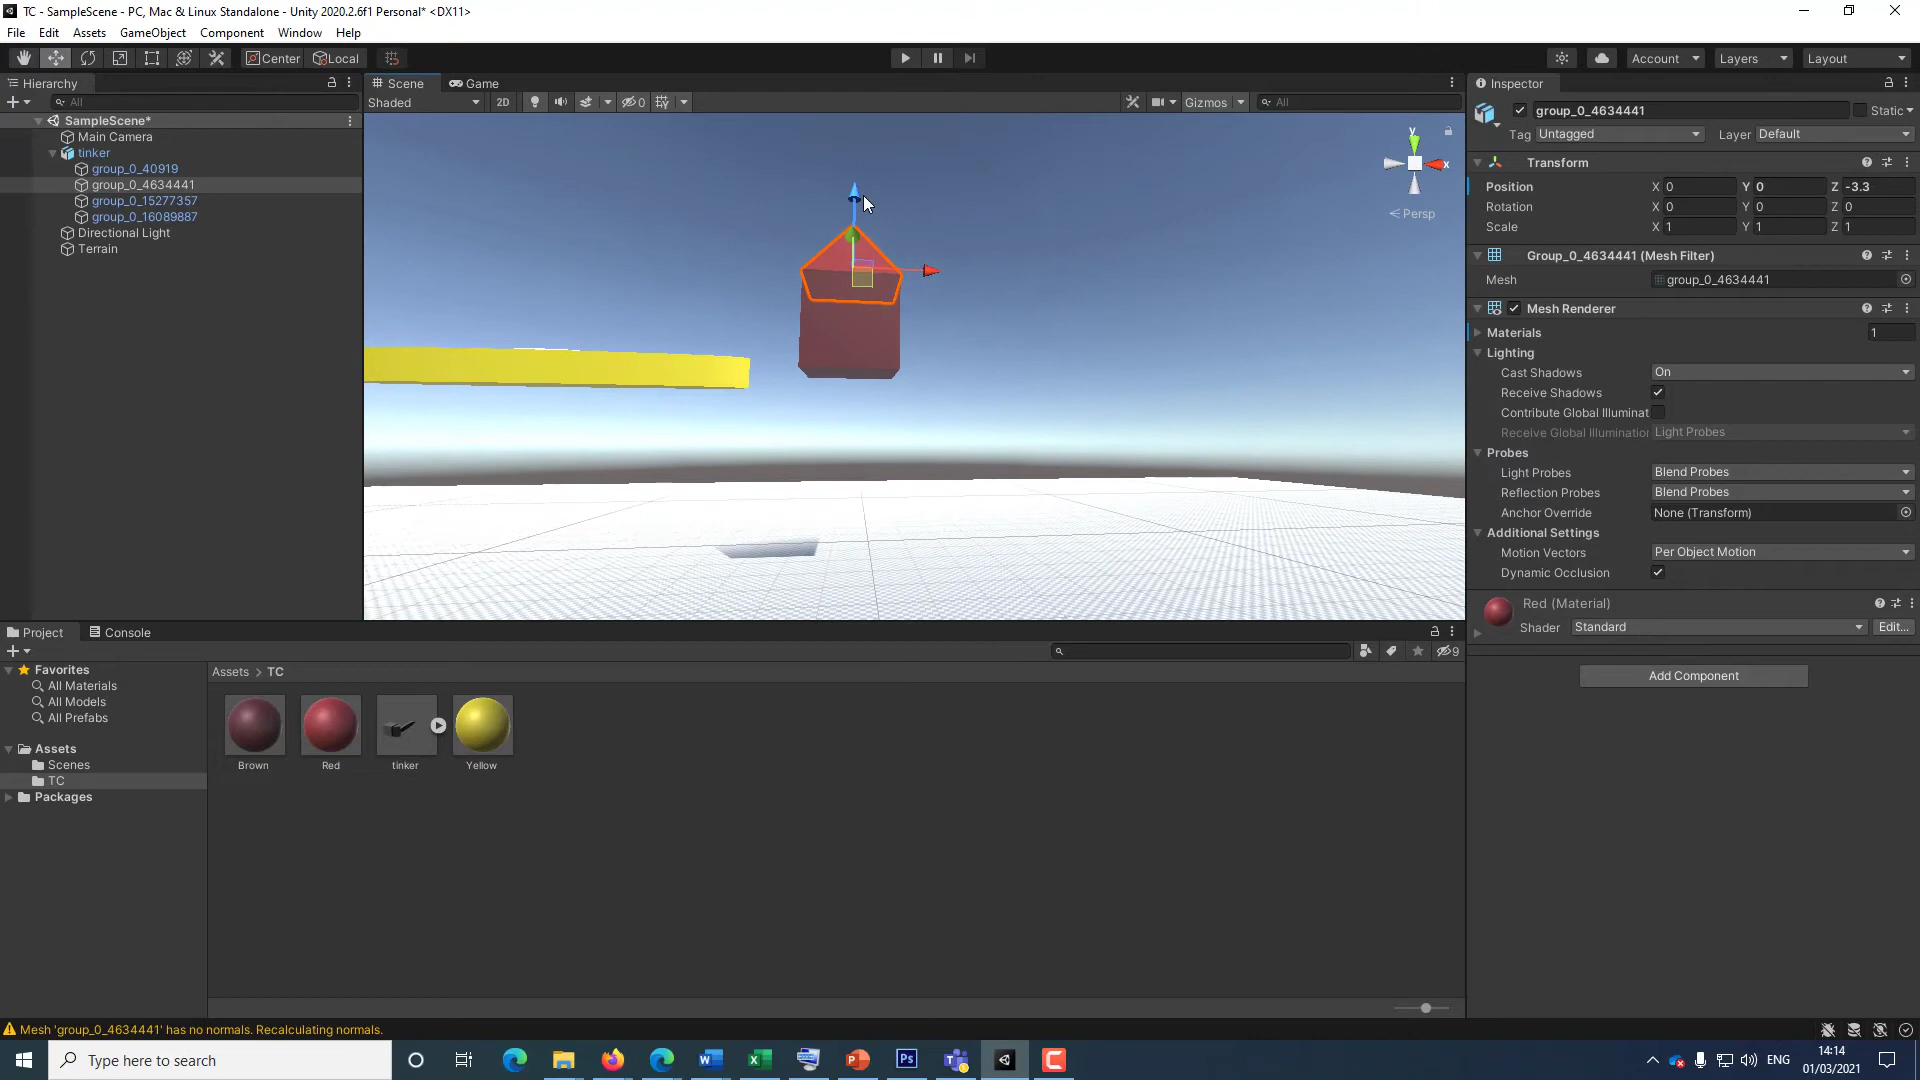 TC - SampleScene - PC, Mac & Linux Standalone - Unity 2020.2.6f1 Personal* <DX11>
File Edit Assets GameObject Component Window Help
Center Local Account Layers Layout
Hierarchy Scene Game Inspector
All Shaded 2D 0 Gizmos All group_0_4634441 Static
SampleScene*
Main Camera
tinker
group_0_40919
group_0_4634441
group_0_15277357
group_0_16089887
Directional Light
Terrain
y
x
Persp
Tag Untagged Layer Default
Transform
Position X 0 Y 0 Z -3.3
Rotation X 0 Y 0 Z 0
Scale X 1 Y 1 Z 1
Group_0_4634441 (Mesh Filter)
Mesh group_0_4634441
Mesh Renderer
Materials 1
Lighting
Cast Shadows On
Receive Shadows
Contribute Global Illuminat
Receive Global Illumination Light Probes
Probes
Light Probes Blend Probes
Reflection Probes Blend Probes
Anchor Override None (Transform)
Additional Settings
Motion Vectors Per Object Motion
Dynamic Occlusion
Red (Material)
Shader Standard Edit...
Add Component
Project Console
9
Favorites
All Materials
All Models
All Prefabs
Assets
Scenes
TC
Packages
Assets > TC
Brown Red tinker Yellow
Mesh 'group_0_4634441' has no normals. Recalculating normals.
Type here to search
ENG
14:14
01/03/2021